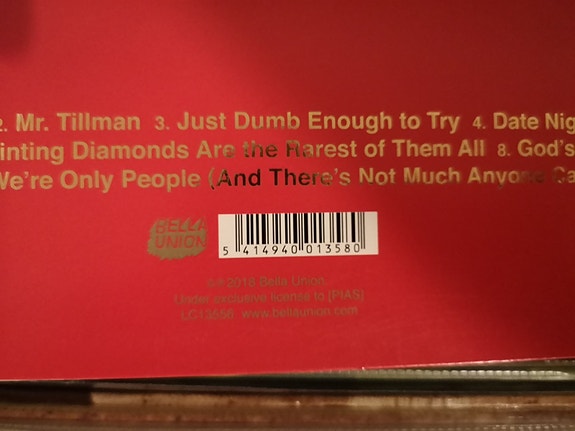 2. Mr. Tillman 3. Just Dumb Enough to Try 4. Date Nig
inting Diamonds Are the Rarest of Them All 8. God's
We're Only People (And There's Not Much Anyone Ca
BELLA
UNION
5 414940 013580
℗© 2018 Bella Union.
Under exclusive license to [PIAS]
LC13656 www.bellaunion.com